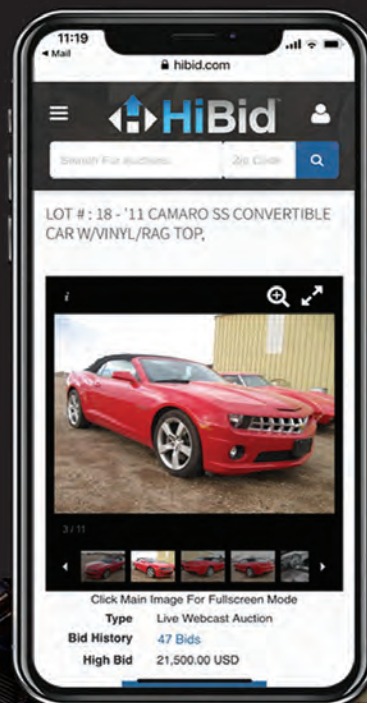 11:19
◂ Mail
hibid.com
HiBid™
Search For Auctions
Zip Code
LOT # : 18 - '11 CAMARO SS CONVERTIBLE
CAR W/VINYL/RAG TOP,
i
3 / 11
Click Main Image For Fullscreen Mode
Type Live Webcast Auction
Bid History 47 Bids
High Bid 21,500.00 USD